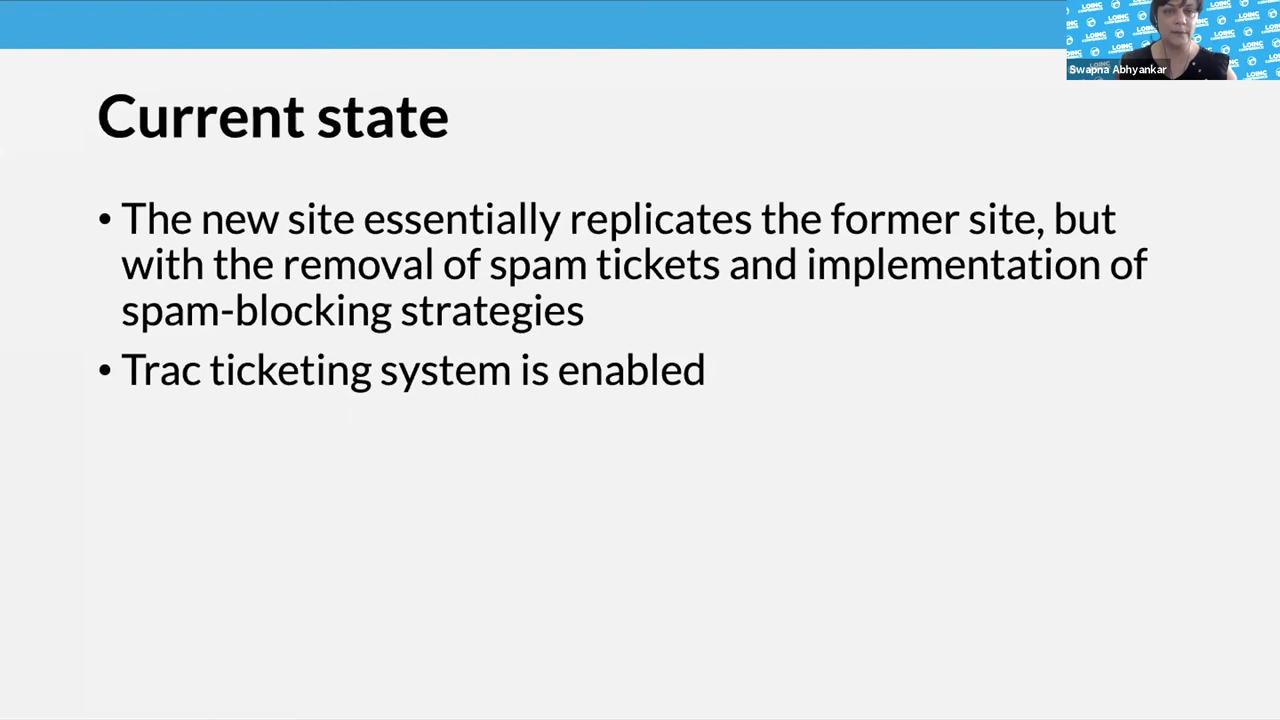 Swapna Abhyankar
Current state
• The new site essentially replicates the former site, but
with the removal of spam tickets and implementation of
spam-blocking strategies
• Trac ticketing system is enabled